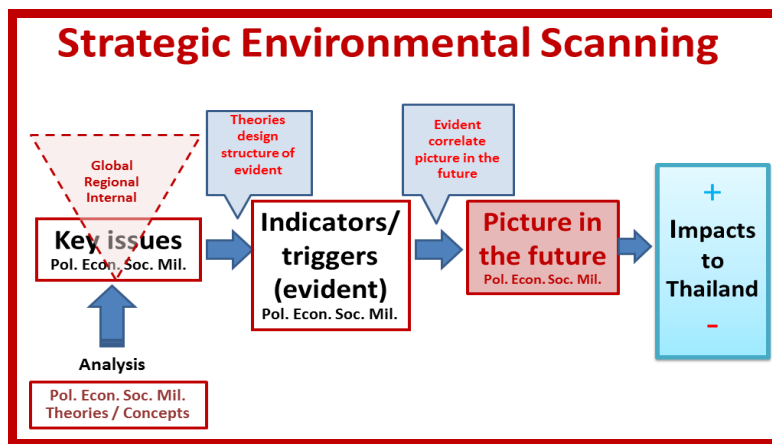 Strategic Environmental Scanning
Global
Regional
Internal
Key issues
Pol. Econ. Soc. Mil.
Analysis
Pol. Econ. Soc. Mil.
Theories / Concepts
Theories
design
structure of
evident
Indicators/
triggers
(evident)
Pol. Econ. Soc. Mil.
Evident
correlate
picture in the
future
Picture in
the future
Pol. Econ. Soc. Mil.
+
Impacts
to
Thailand
-